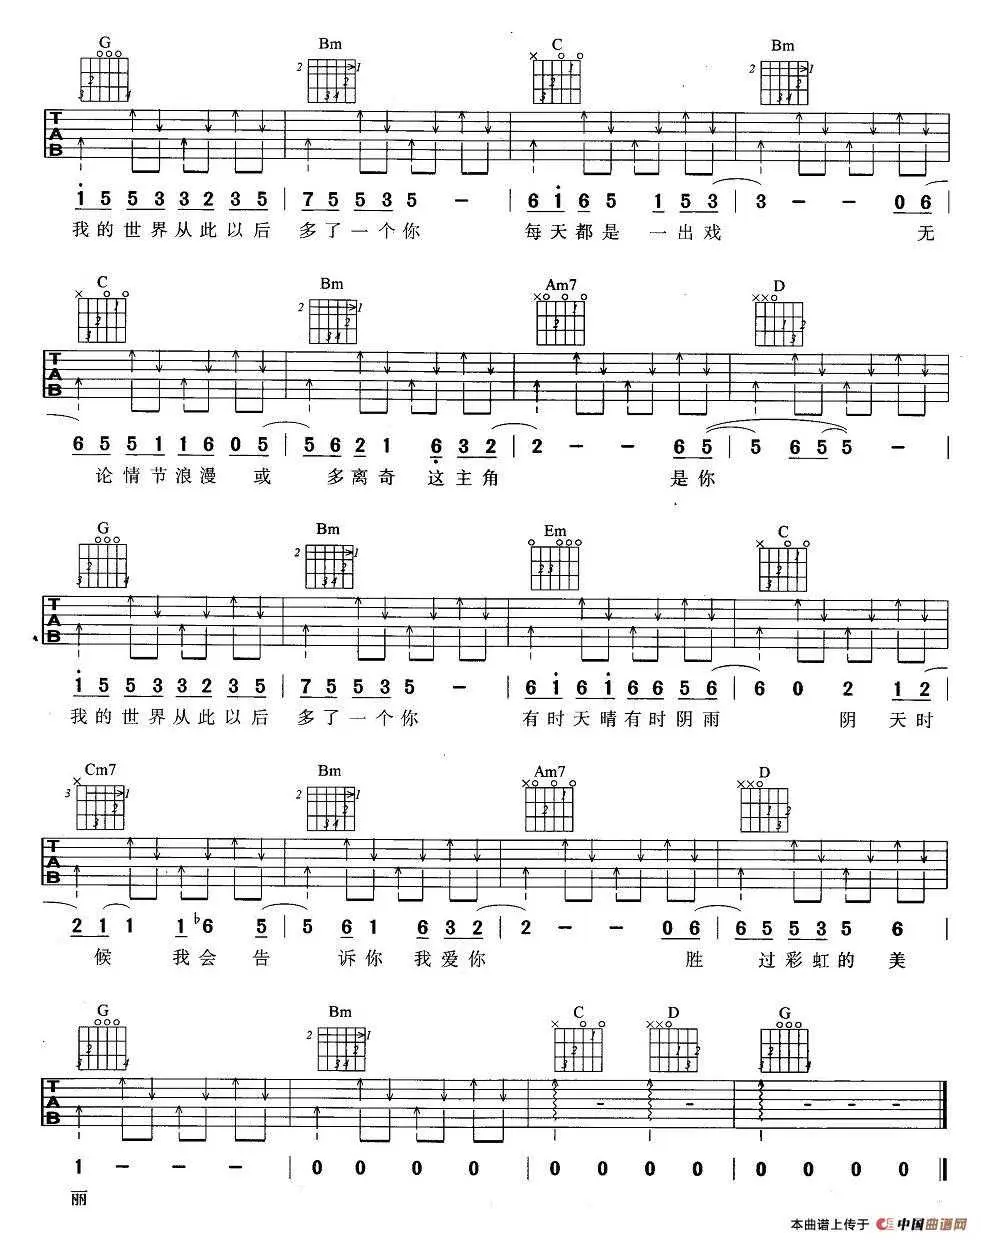 G Bm C Bm
T A B
1̇ 5 5 3 3 2 3 5 | 7 5 5 3 5 – | 6 1̇ 6 5 1 5 3 | 3 – – 0 6 |
我的世界从此以后 多了一个你 每天都是 一出戏 无
C Bm Am7 D
T A B
6 5 5 1 1 6 0 5 | 5 6 2 1 6̣ 3 2 | 2 – – 6 5 | 5 6 5 5 – – |
论情节浪漫 或 多离奇 这主角 是你
G Bm Em C
T A B
1̇ 5 5 3 3 2 3 5 | 7 5 5 3 5 – | 6 1̇ 6 1̇ 6 6 5 6 | 6 0 2 1 2 |
我的世界从此以后 多了一个你 有时天晴有时阴雨 阴 天时
Cm7 Bm Am7 D
T A B
2 1 1 1 ♭6 5 | 5 6 1 6 3 2 | 2 – – 0 6 | 6 5 5 3 5 6 |
候 我会 告 诉你 我爱你 胜 过彩虹的 美
G Bm C D G
T A B
1 – – – | 0 0 0 0 | 0 0 0 0 | 0 0 0 0 ‖
丽
本曲谱上传于 中国曲谱网